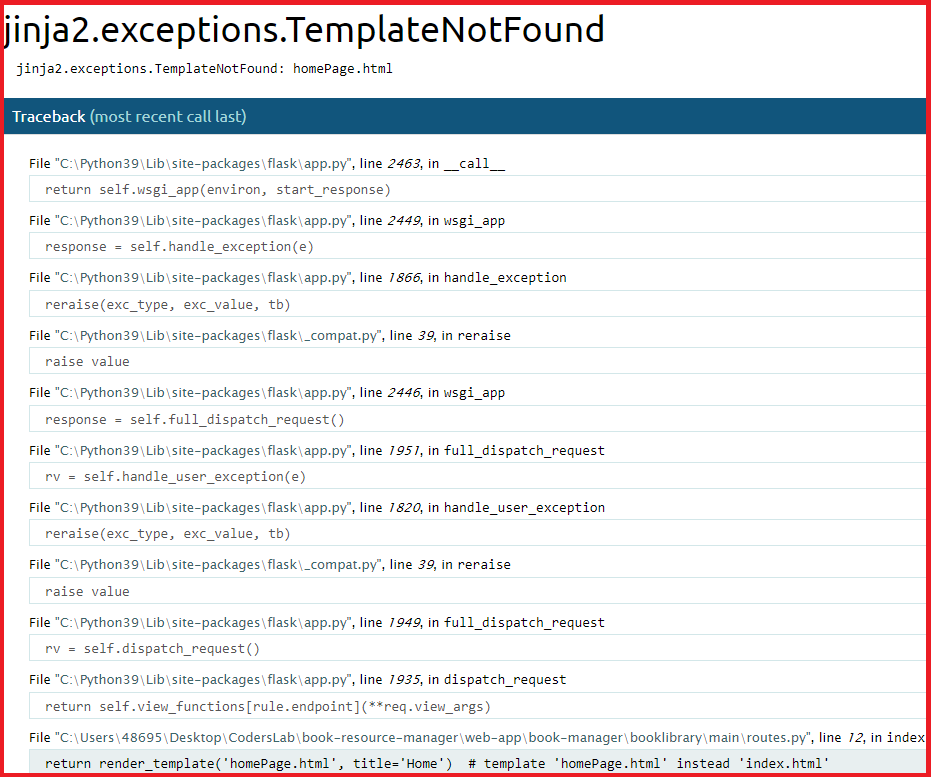 jinja2.exceptions.TemplateNotFound
jinja2.exceptions.TemplateNotFound: homePage.html
Traceback (most recent call last)
File "C:\Python39\Lib\site-packages\flask\app.py", line 2463, in __call__
return self.wsgi_app(environ, start_response)
File "C:\Python39\Lib\site-packages\flask\app.py", line 2449, in wsgi_app
response = self.handle_exception(e)
File "C:\Python39\Lib\site-packages\flask\app.py", line 1866, in handle_exception
reraise(exc_type, exc_value, tb)
File "C:\Python39\Lib\site-packages\flask\_compat.py", line 39, in reraise
raise value
File "C:\Python39\Lib\site-packages\flask\app.py", line 2446, in wsgi_app
response = self.full_dispatch_request()
File "C:\Python39\Lib\site-packages\flask\app.py", line 1951, in full_dispatch_request
rv = self.handle_user_exception(e)
File "C:\Python39\Lib\site-packages\flask\app.py", line 1820, in handle_user_exception
reraise(exc_type, exc_value, tb)
File "C:\Python39\Lib\site-packages\flask\_compat.py", line 39, in reraise
raise value
File "C:\Python39\Lib\site-packages\flask\app.py", line 1949, in full_dispatch_request
rv = self.dispatch_request()
File "C:\Python39\Lib\site-packages\flask\app.py", line 1935, in dispatch_request
return self.view_functions[rule.endpoint](**req.view_args)
File "C:\Users\48695\Desktop\CodersLab\book-resource-manager\web-app\book-manager\booklibrary\main\routes.py", line 12, in index
return render_template('homePage.html', title='Home')  # template 'homePage.html' instead 'index.html'